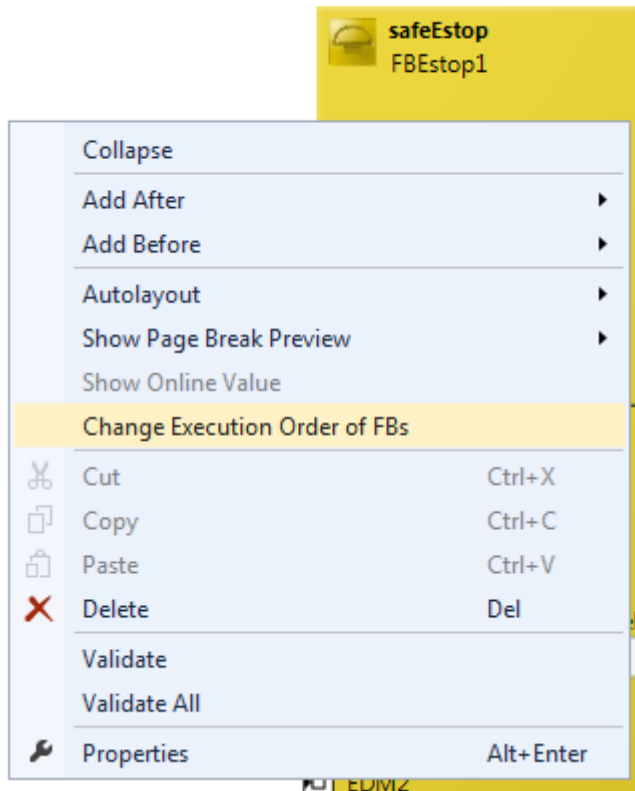 safeEstop
FBEstop1
Collapse
Add After
Add Before
Autolayout
Show Page Break Preview
Show Online Value
Change Execution Order of FBs
Cut Ctrl+X
Copy Ctrl+C
Paste Ctrl+V
Delete Del
Validate
Validate All
Properties Alt+Enter
EDM2